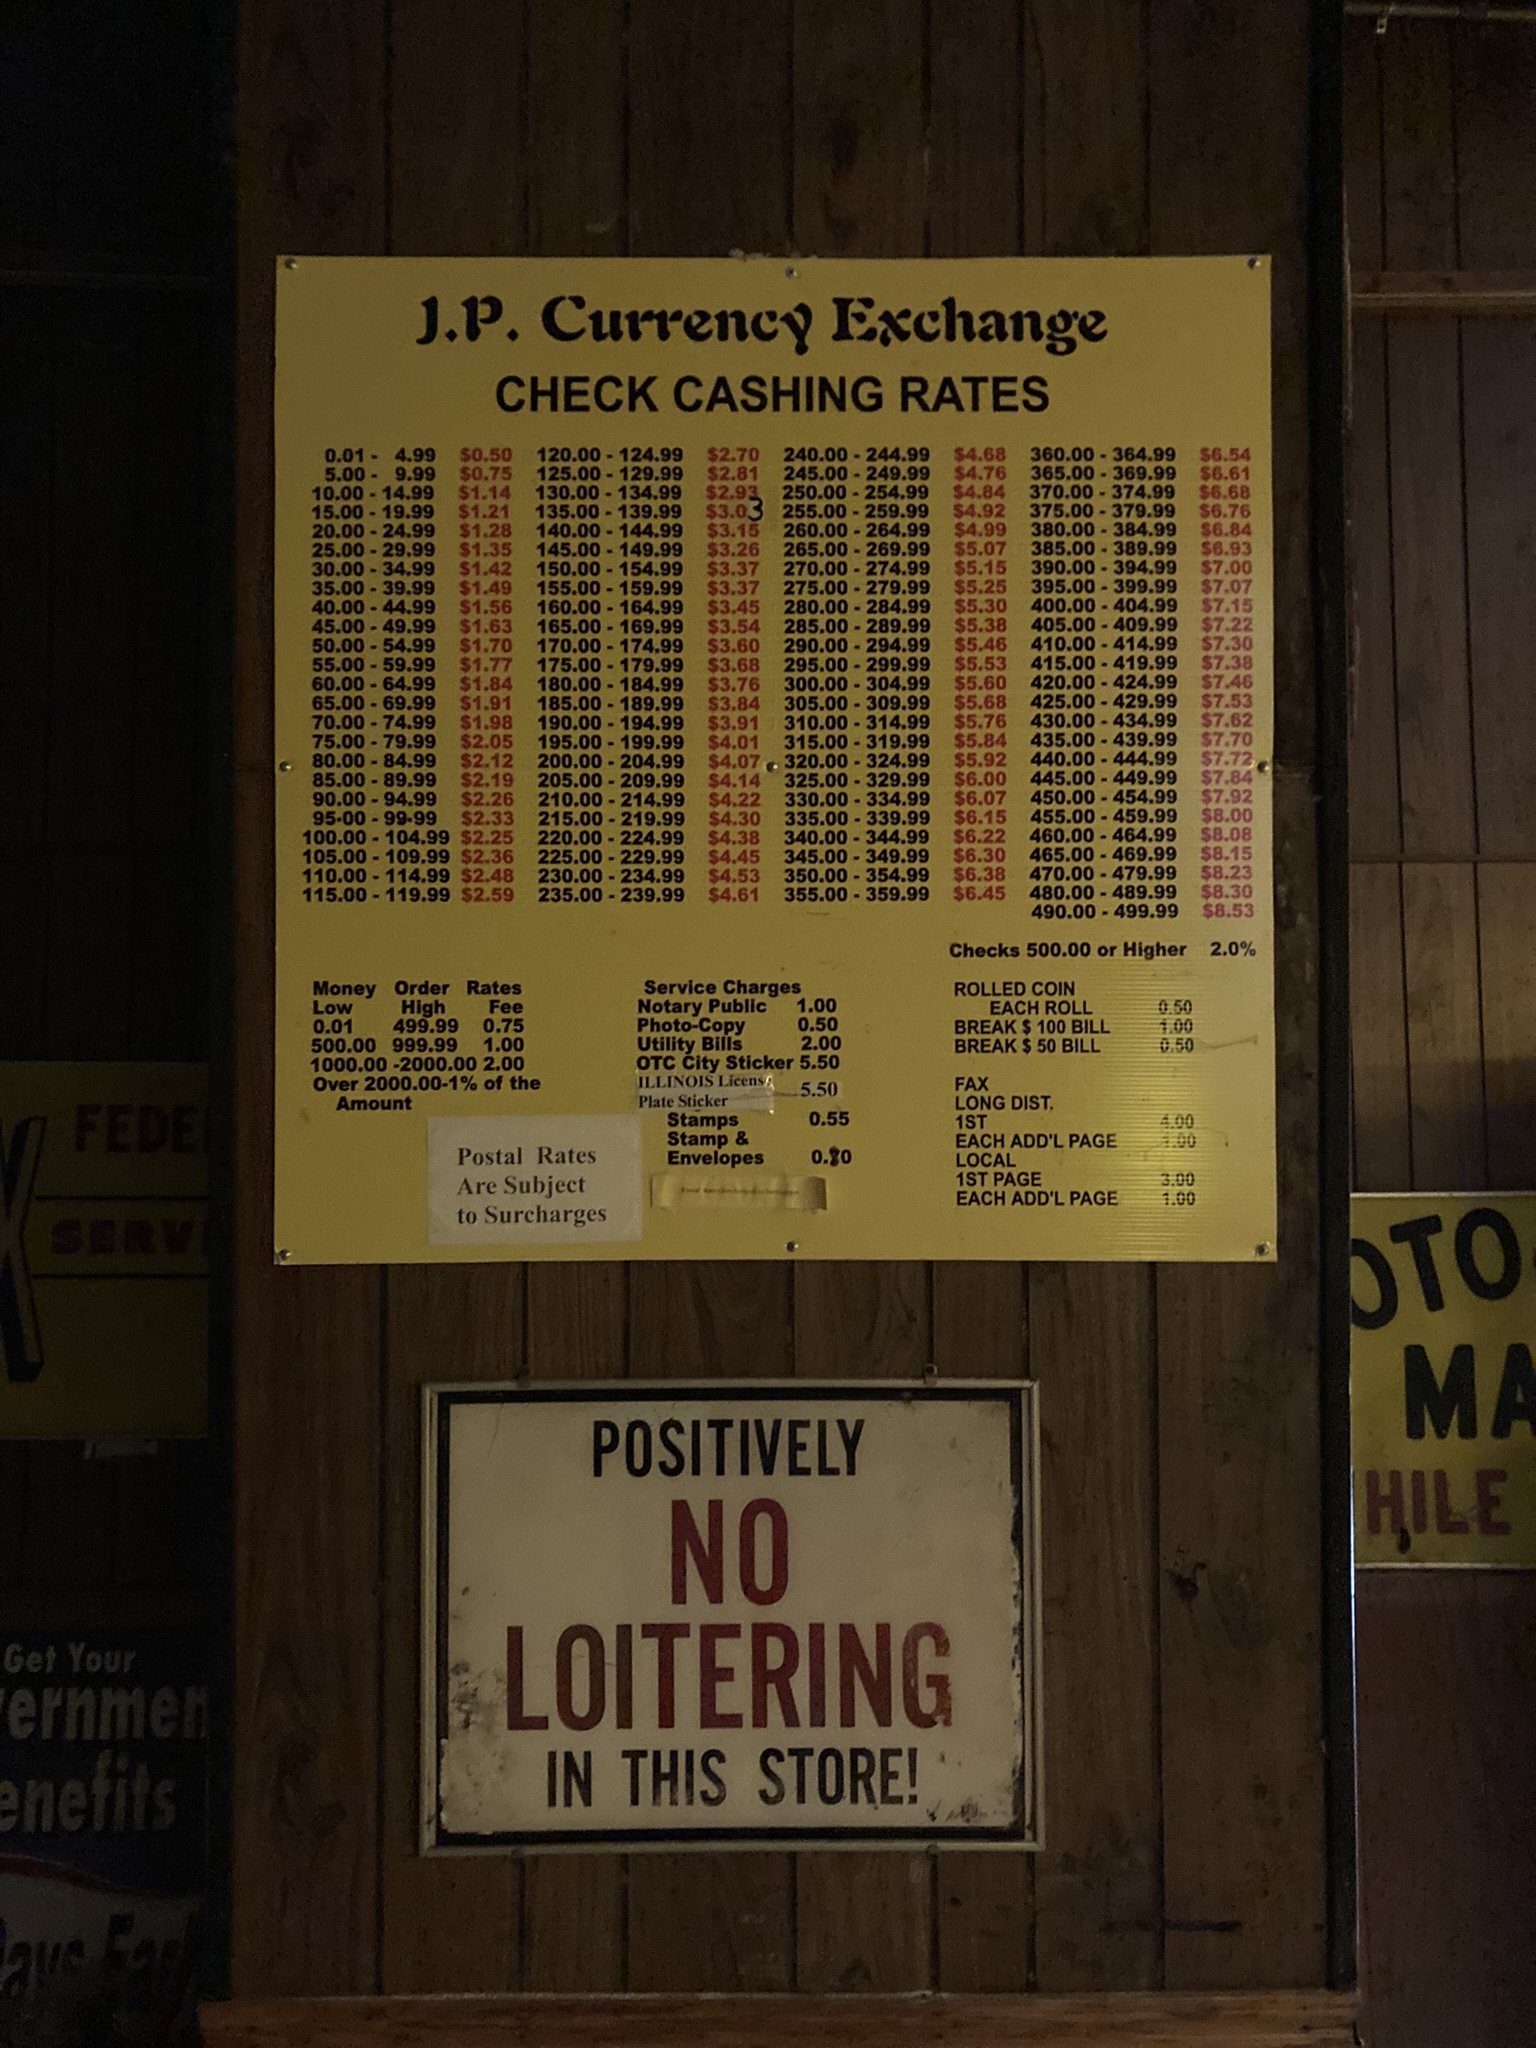 J.P. Currency Exchange
CHECK CASHING RATES
0.01 - 4.99 $0.50 120.00 - 124.99 $2.70 240.00 - 244.99 $4.68 360.00 - 364.99 $6.54
5.00 - 9.99 $0.75 125.00 - 129.99 $2.81 245.00 - 249.99 $4.76 365.00 - 369.99 $6.61
10.00 - 14.99 $1.14 130.00 - 134.99 $2.93 250.00 - 254.99 $4.84 370.00 - 374.99 $6.68
15.00 - 19.99 $1.21 135.00 - 139.99 $3.03 255.00 - 259.99 $4.92 375.00 - 379.99 $6.76
20.00 - 24.99 $1.28 140.00 - 144.99 $3.15 260.00 - 264.99 $4.99 380.00 - 384.99 $6.84
25.00 - 29.99 $1.35 145.00 - 149.99 $3.26 265.00 - 269.99 $5.07 385.00 - 389.99 $6.93
30.00 - 34.99 $1.42 150.00 - 154.99 $3.37 270.00 - 274.99 $5.15 390.00 - 394.99 $7.00
35.00 - 39.99 $1.49 155.00 - 159.99 $3.37 275.00 - 279.99 $5.25 395.00 - 399.99 $7.07
40.00 - 44.99 $1.56 160.00 - 164.99 $3.45 280.00 - 284.99 $5.30 400.00 - 404.99 $7.15
45.00 - 49.99 $1.63 165.00 - 169.99 $3.54 285.00 - 289.99 $5.38 405.00 - 409.99 $7.22
50.00 - 54.99 $1.70 170.00 - 174.99 $3.60 290.00 - 294.99 $5.46 410.00 - 414.99 $7.30
55.00 - 59.99 $1.77 175.00 - 179.99 $3.68 295.00 - 299.99 $5.53 415.00 - 419.99 $7.38
60.00 - 64.99 $1.84 180.00 - 184.99 $3.76 300.00 - 304.99 $5.60 420.00 - 424.99 $7.46
65.00 - 69.99 $1.91 185.00 - 189.99 $3.84 305.00 - 309.99 $5.68 425.00 - 429.99 $7.53
70.00 - 74.99 $1.98 190.00 - 194.99 $3.91 310.00 - 314.99 $5.76 430.00 - 434.99 $7.62
75.00 - 79.99 $2.05 195.00 - 199.99 $4.01 315.00 - 319.99 $5.84 435.00 - 439.99 $7.70
80.00 - 84.99 $2.12 200.00 - 204.99 $4.07 320.00 - 324.99 $5.92 440.00 - 444.99 $7.72
85.00 - 89.99 $2.19 205.00 - 209.99 $4.14 325.00 - 329.99 $6.00 445.00 - 449.99 $7.84
90.00 - 94.99 $2.26 210.00 - 214.99 $4.22 330.00 - 334.99 $6.07 450.00 - 454.99 $7.92
95.00 - 99.99 $2.33 215.00 - 219.99 $4.30 335.00 - 339.99 $6.15 455.00 - 459.99 $8.00
100.00 - 104.99 $2.25 220.00 - 224.99 $4.38 340.00 - 344.99 $6.22 460.00 - 464.99 $8.08
105.00 - 109.99 $2.36 225.00 - 229.99 $4.45 345.00 - 349.99 $6.30 465.00 - 469.99 $8.15
110.00 - 114.99 $2.48 230.00 - 234.99 $4.53 350.00 - 354.99 $6.38 470.00 - 479.99 $8.23
115.00 - 119.99 $2.59 235.00 - 239.99 $4.61 355.00 - 359.99 $6.45 480.00 - 489.99 $8.30
490.00 - 499.99 $8.53
Checks 500.00 or Higher 2.0%
Money Order Rates
Low High Fee
0.01 499.99 0.75
500.00 999.99 1.00
1000.00 -2000.00 2.00
Over 2000.00-1% of the
Amount
Postal Rates
Are Subject
to Surcharges
Service Charges
Notary Public 1.00
Photo-Copy 0.50
Utility Bills 2.00
OTC City Sticker 5.50
ILLINOIS License
Plate Sticker 5.50
Stamps 0.55
Stamp &
Envelopes 0.80
ROLLED COIN
EACH ROLL 0.50
BREAK $ 100 BILL 1.00
BREAK $ 50 BILL 0.50
FAX
LONG DIST.
1ST 4.00
EACH ADD'L PAGE 1.00
LOCAL
1ST PAGE 3.00
EACH ADD'L PAGE 1.00
POSITIVELY
NO
LOITERING
IN THIS STORE!
FEDE
SERVI
Get Your
vernmen
enefits
OTO
MA
HILE